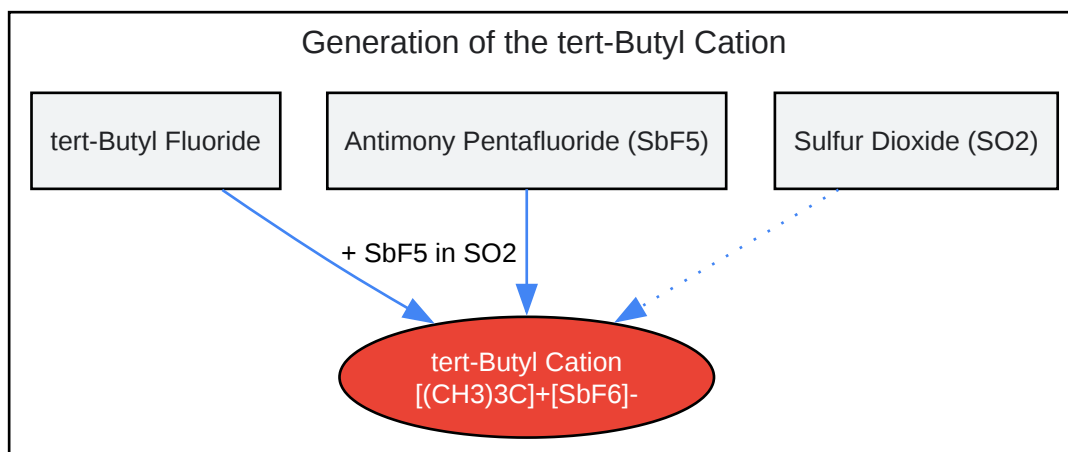 Generation of the tert-Butyl Cation
tert-Butyl Fluoride
Antimony Pentafluoride (SbF5)
Sulfur Dioxide (SO2)
+ SbF5 in SO2
tert-Butyl Cation
[(CH3)3C]+[SbF6]-